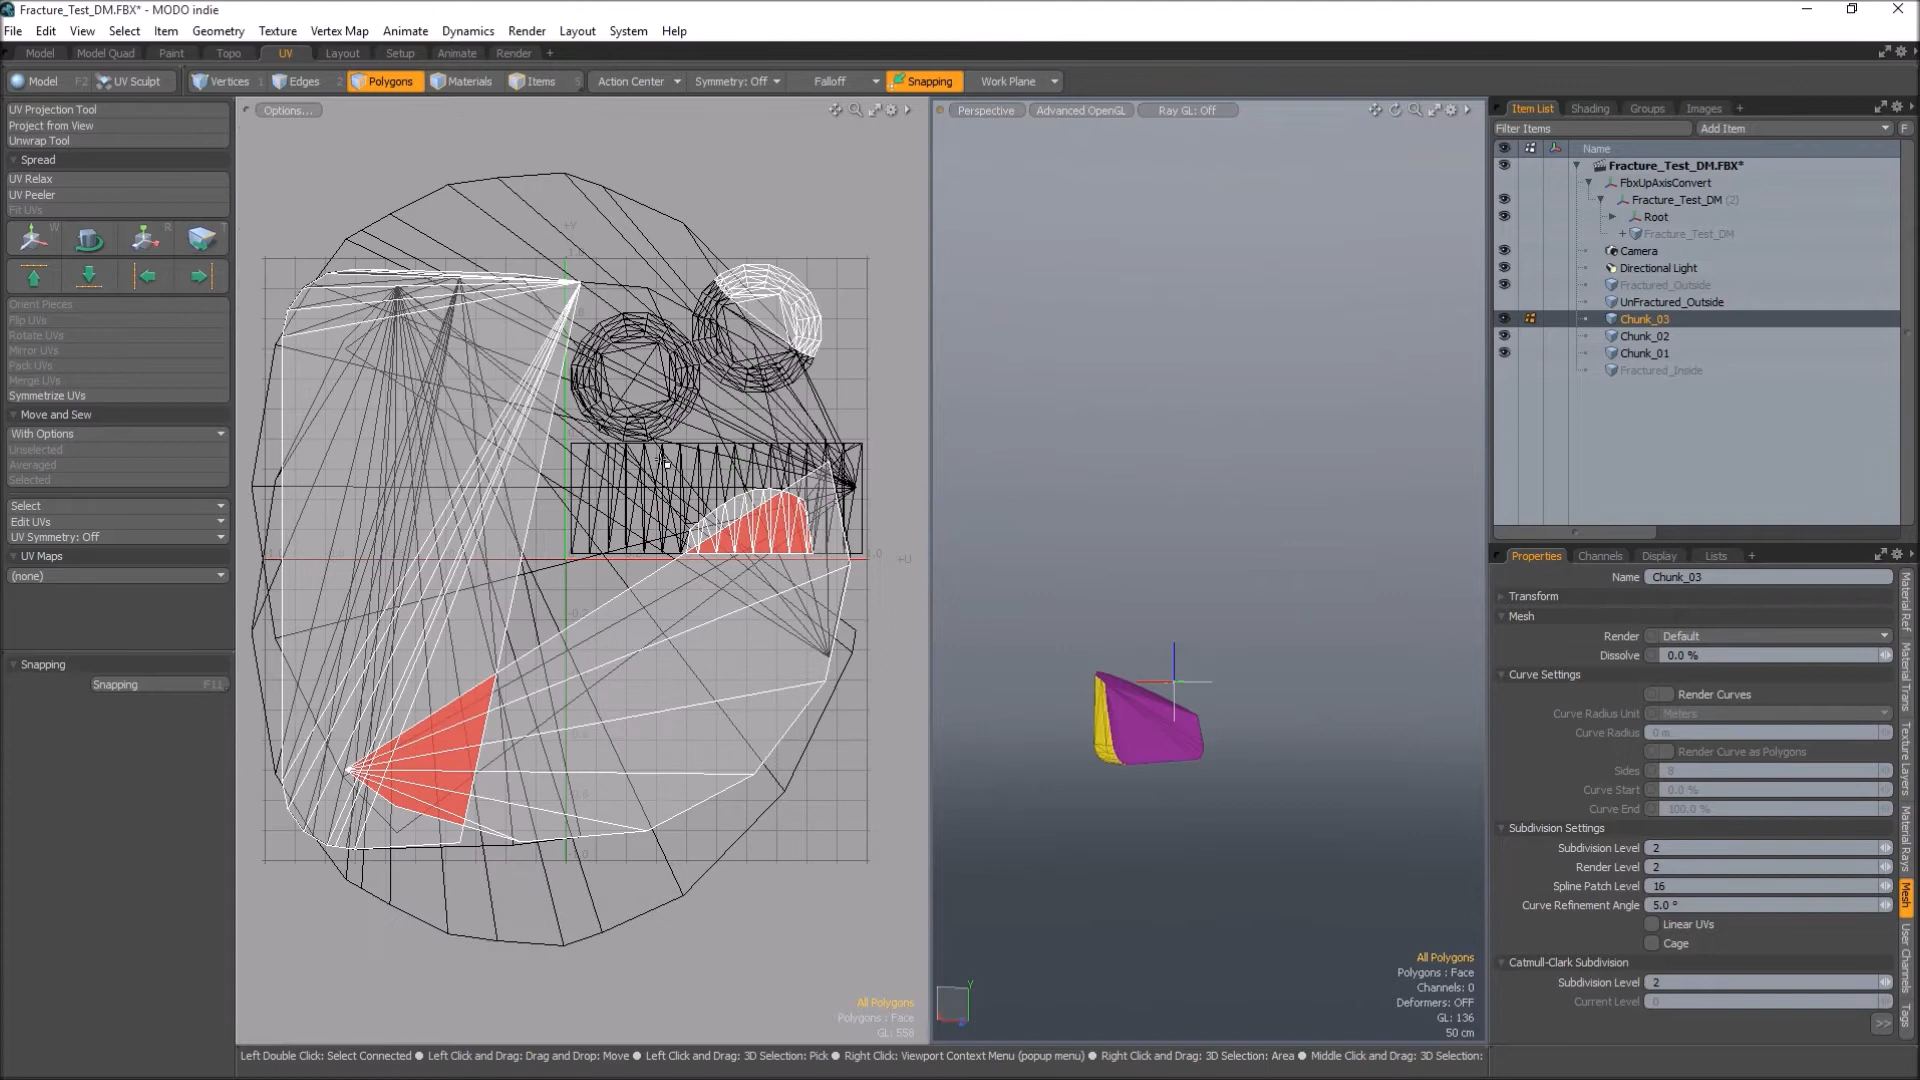 Fracture_Test_DM.FBX* - MODO indie
File Edit View Select Item Geometry Texture Vertex Map Animate Dynamics Render Layout System Help
Model Model Quad Paint Topo UV Layout Setup Animate Render +
Model F2 UV Sculpt Vertices 1 Edges 2 Polygons Materials Items 5 Action Center Symmetry: Off Falloff Snapping Work Plane
UV Projection Tool
Project from View
Unwrap Tool
Spread
UV Relax
UV Peeler
Fit UVs
W R T
Orient Pieces
Flip UVs
Rotate UVs
Mirror UVs
Pack UVs
Merge UVs
Symmetrize UVs
Move and Sew
With Options
Unselected
Averaged
Selected
Select
Edit UVs
UV Symmetry: Off
UV Maps
(none)
Snapping
Snapping F11
Options...
+V
+U
All Polygons
Polygons : Face
GL: 558
Perspective Advanced OpenGL Ray GL: Off
Y
All Polygons
Polygons : Face
Channels: 0
Deformers: OFF
GL: 136
50 cm
Left Double Click: Select Connected ● Left Click and Drag: Drag and Drop: Move ● Left Click and Drag: 3D Selection: Pick ● Right Click: Viewport Context Menu (popup menu) ● Right Click and Drag: 3D Selection: Area ● Middle Click and Drag: 3D Selection:
Item List Shading Groups Images +
Filter Items Add Item F
Name
Fracture_Test_DM.FBX*
FbxUpAxisConvert
Fracture_Test_DM (2)
Root
Fracture_Test_DM
Camera
Directional Light
Fractured_Outside
UnFractured_Outside
Chunk_03
Chunk_02
Chunk_01
Fractured_Inside
Properties Channels Display Lists +
Name Chunk_03
Transform
Mesh
Render Default
Dissolve 0.0 %
Curve Settings
Render Curves
Curve Radius Unit Meters
Curve Radius 0 m
Render Curve as Polygons
Sides 8
Curve Start 0.0 %
Curve End 100.0 %
Subdivision Settings
Subdivision Level 2
Render Level 2
Spline Patch Level 16
Curve Refinement Angle 5.0 °
Linear UVs
Cage
Catmull-Clark Subdivision
Subdivision Level 2
Current Level 0
>>
Material Ref
Material Trans
Texture Layers
Material Rays
Mesh
User Channels
Tags